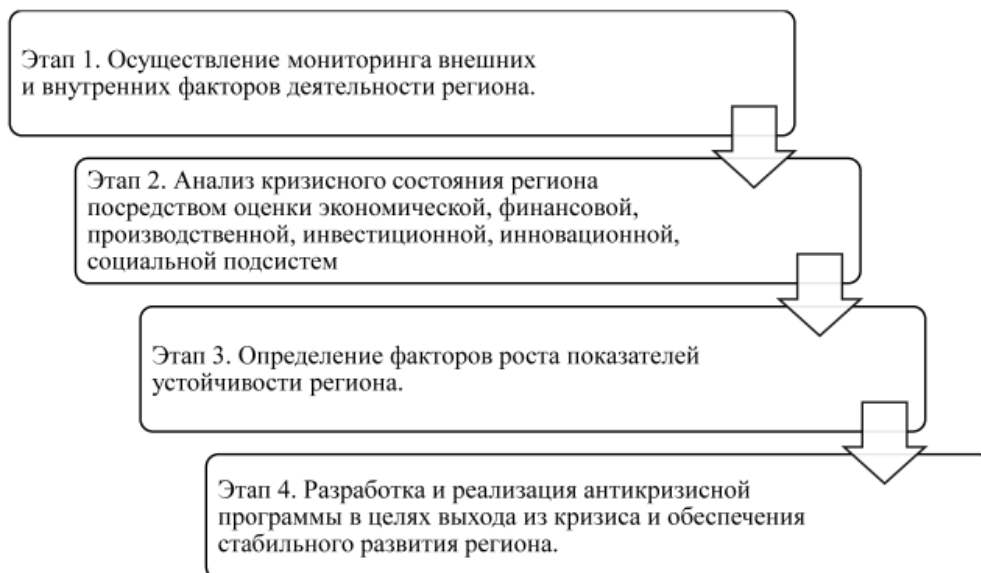 Этап 1. Осуществление мониторинга внешних
и внутренних факторов деятельности региона.
Этап 2. Анализ кризисного состояния региона
посредством оценки экономической, финансовой,
производственной, инвестиционной, инновационной,
социальной подсистем
Этап 3. Определение факторов роста показателей
устойчивости региона.
Этап 4. Разработка и реализация антикризисной
программы в целях выхода из кризиса и обеспечения
стабильного развития региона.